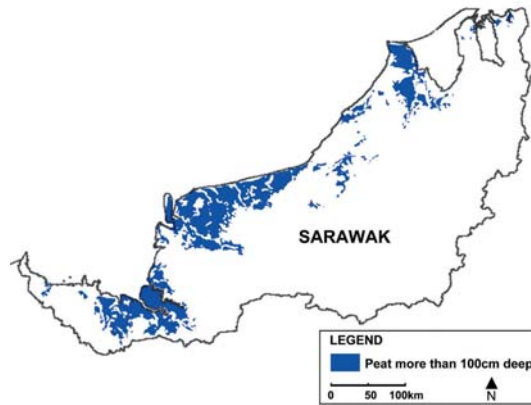 SARAWAK
LEGEND
Peat more than 100cm deep
0 50 100km
N